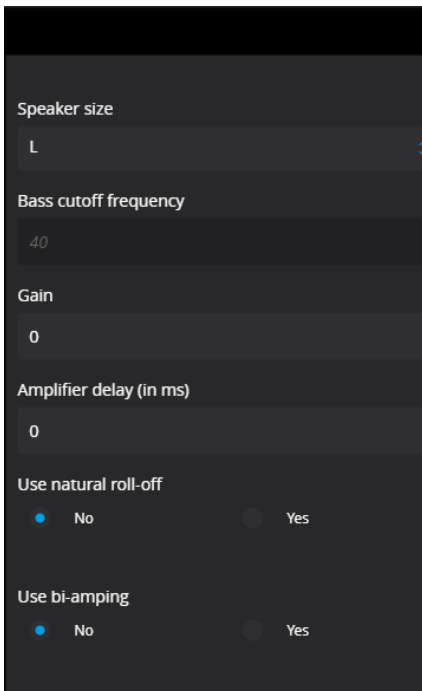 Speaker size
L
Bass cutoff frequency
40
Gain
0
Amplifier delay (in ms)
0
Use natural roll-off
No Yes
Use bi-amping
No Yes